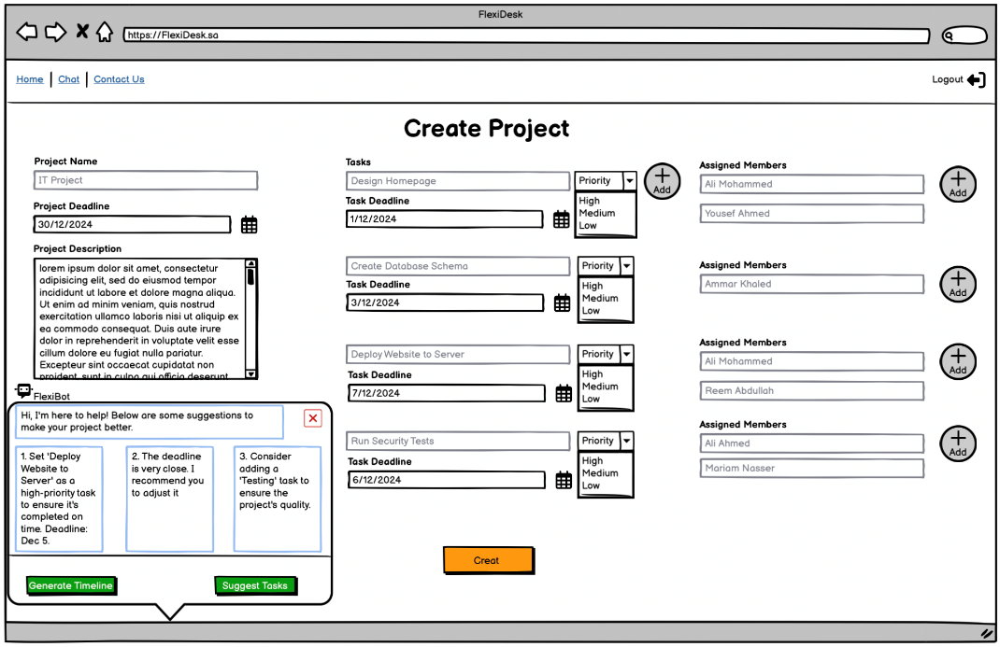 FlexiDesk
https://FlexiDesk.sa
Home Chat Contact Us
Logout
Create Project
Project Name
IT Project
Project Deadline
30/12/2024
Project Description
lorem ipsum dolor sit amet, consectetur
adipisicing elit, sed do eiusmod tempor
incididunt ut labore et dolore magna aliqua.
Ut enim ad minim veniam, quis nostrud
exercitation ullamco laboris nisi ut aliquip ex
ea commodo consequat. Duis aute irure
dolor in reprehenderit in voluptate velit esse
cillum dolore eu fugiat nulla pariatur.
Excepteur sint occaecat cupidatat non
proident, sunt in culpa qui officia deserunt
Tasks
Design Homepage
Priority
High
Medium
Low
Add
Task Deadline
1/12/2024
Assigned Members
Ali Mohammed
Yousef Ahmed
Add
Create Database Schema
Priority
High
Medium
Low
Task Deadline
3/12/2024
Assigned Members
Ammar Khaled
Add
Deploy Website to Server
Priority
High
Medium
Low
Task Deadline
7/12/2024
Assigned Members
Ali Mohammed
Reem Abdullah
Add
Run Security Tests
Priority
High
Medium
Low
Task Deadline
6/12/2024
Assigned Members
Ali Ahmed
Mariam Nasser
Add
FlexiBot
Hi, I'm here to help! Below are some suggestions to
make your project better.
1. Set 'Deploy
Website to
Server' as a
high-priority task
to ensure it's
completed on
time. Deadline:
Dec 5.
2. The deadline
is very close. I
recommend you
to adjust it
3. Consider
adding a
'Testing' task to
ensure the
project's quality.
Generate Timeline
Suggest Tasks
Creat